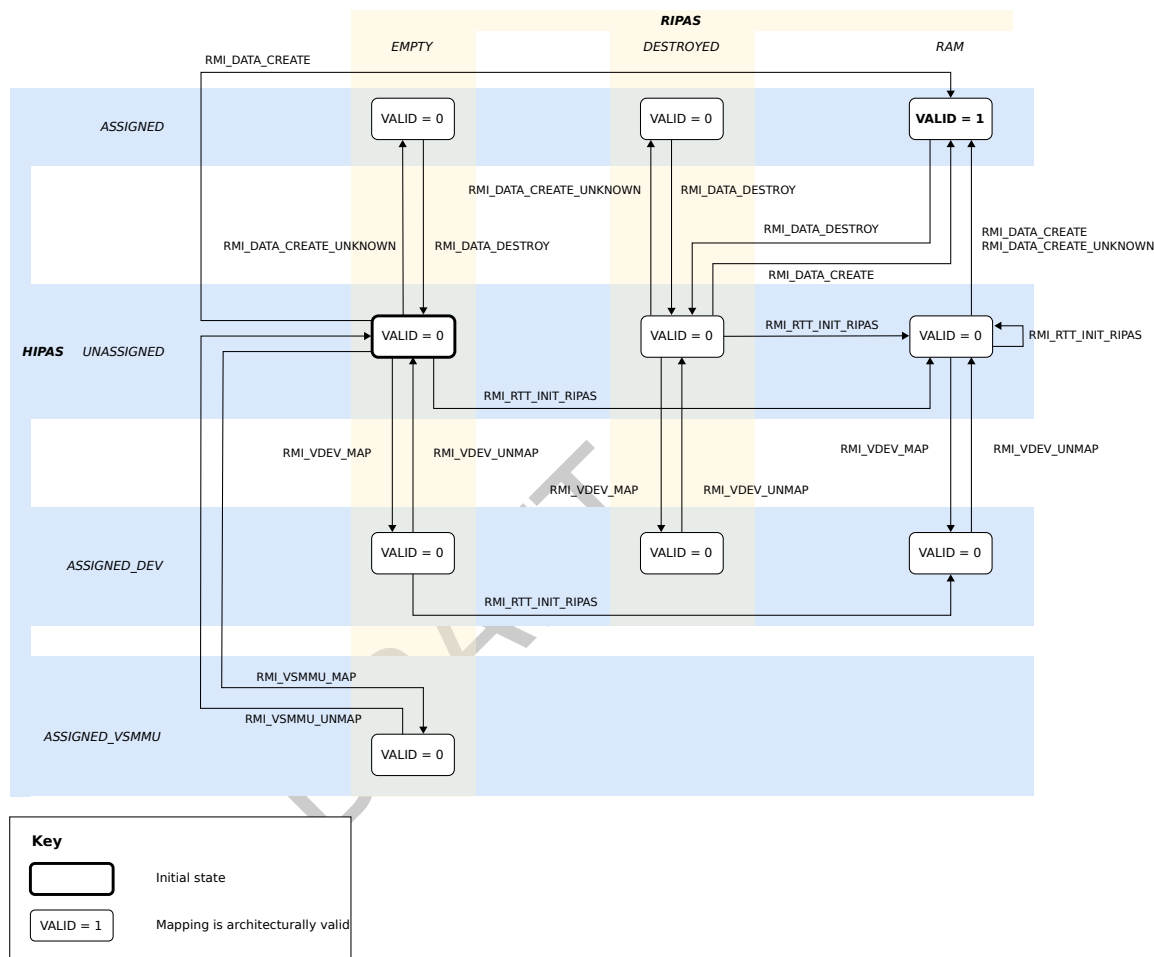 RIPAS
EMPTY
DESTROYED
RAM
RMI_DATA_CREATE
ASSIGNED
VALID = 0
VALID = 0
VALID = 1
RMI_DATA_CREATE_UNKNOWN
RMI_DATA_DESTROY
RMI_DATA_DESTROY
RMI_DATA_CREATE
RMI_DATA_CREATE_UNKNOWN
RMI_DATA_CREATE_UNKNOWN
RMI_DATA_DESTROY
RMI_DATA_CREATE
HIPAS
UNASSIGNED
VALID = 0
VALID = 0
RMI_RTT_INIT_RIPAS
VALID = 0
RMI_RTT_INIT_RIPAS
RMI_RTT_INIT_RIPAS
RMI_VDEV_MAP
RMI_VDEV_UNMAP
RMI_VDEV_MAP
RMI_VDEV_UNMAP
RMI_VDEV_MAP
RMI_VDEV_UNMAP
ASSIGNED_DEV
VALID = 0
VALID = 0
VALID = 0
RMI_RTT_INIT_RIPAS
RMI_VSMMU_MAP
RMI_VSMMU_UNMAP
ASSIGNED_VSMMU
VALID = 0
DRAFT
Key
Initial state
VALID = 1
Mapping is architecturally valid